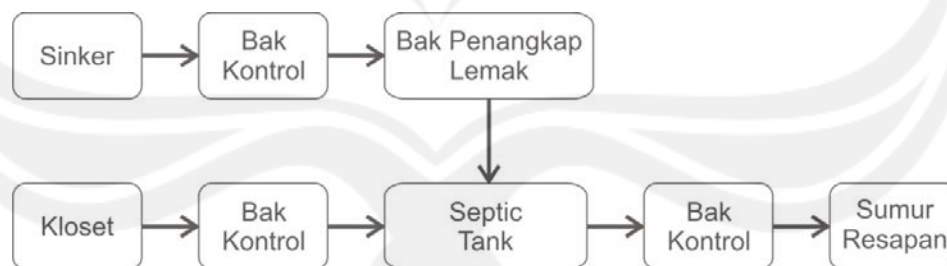 Sinker
Bak
Kontrol
Bak Penangkap
Lemak
Kloset
Bak
Kontrol
Septic
Tank
Bak
Kontrol
Sumur
Resapan